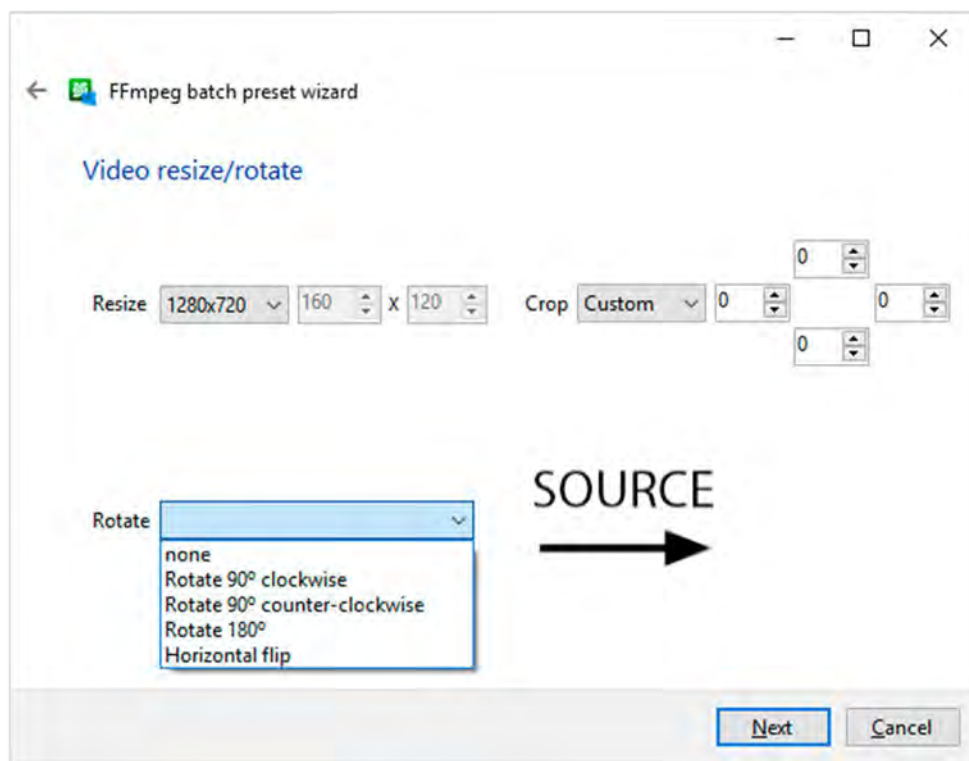 FFmpeg batch preset wizard
Video resize/rotate
0
Resize 1280x720 160 x 120 Crop Custom 0 0
0
SOURCE
Rotate
none
Rotate 90º clockwise
Rotate 90º counter-clockwise
Rotate 180º
Horizontal flip
Next Cancel